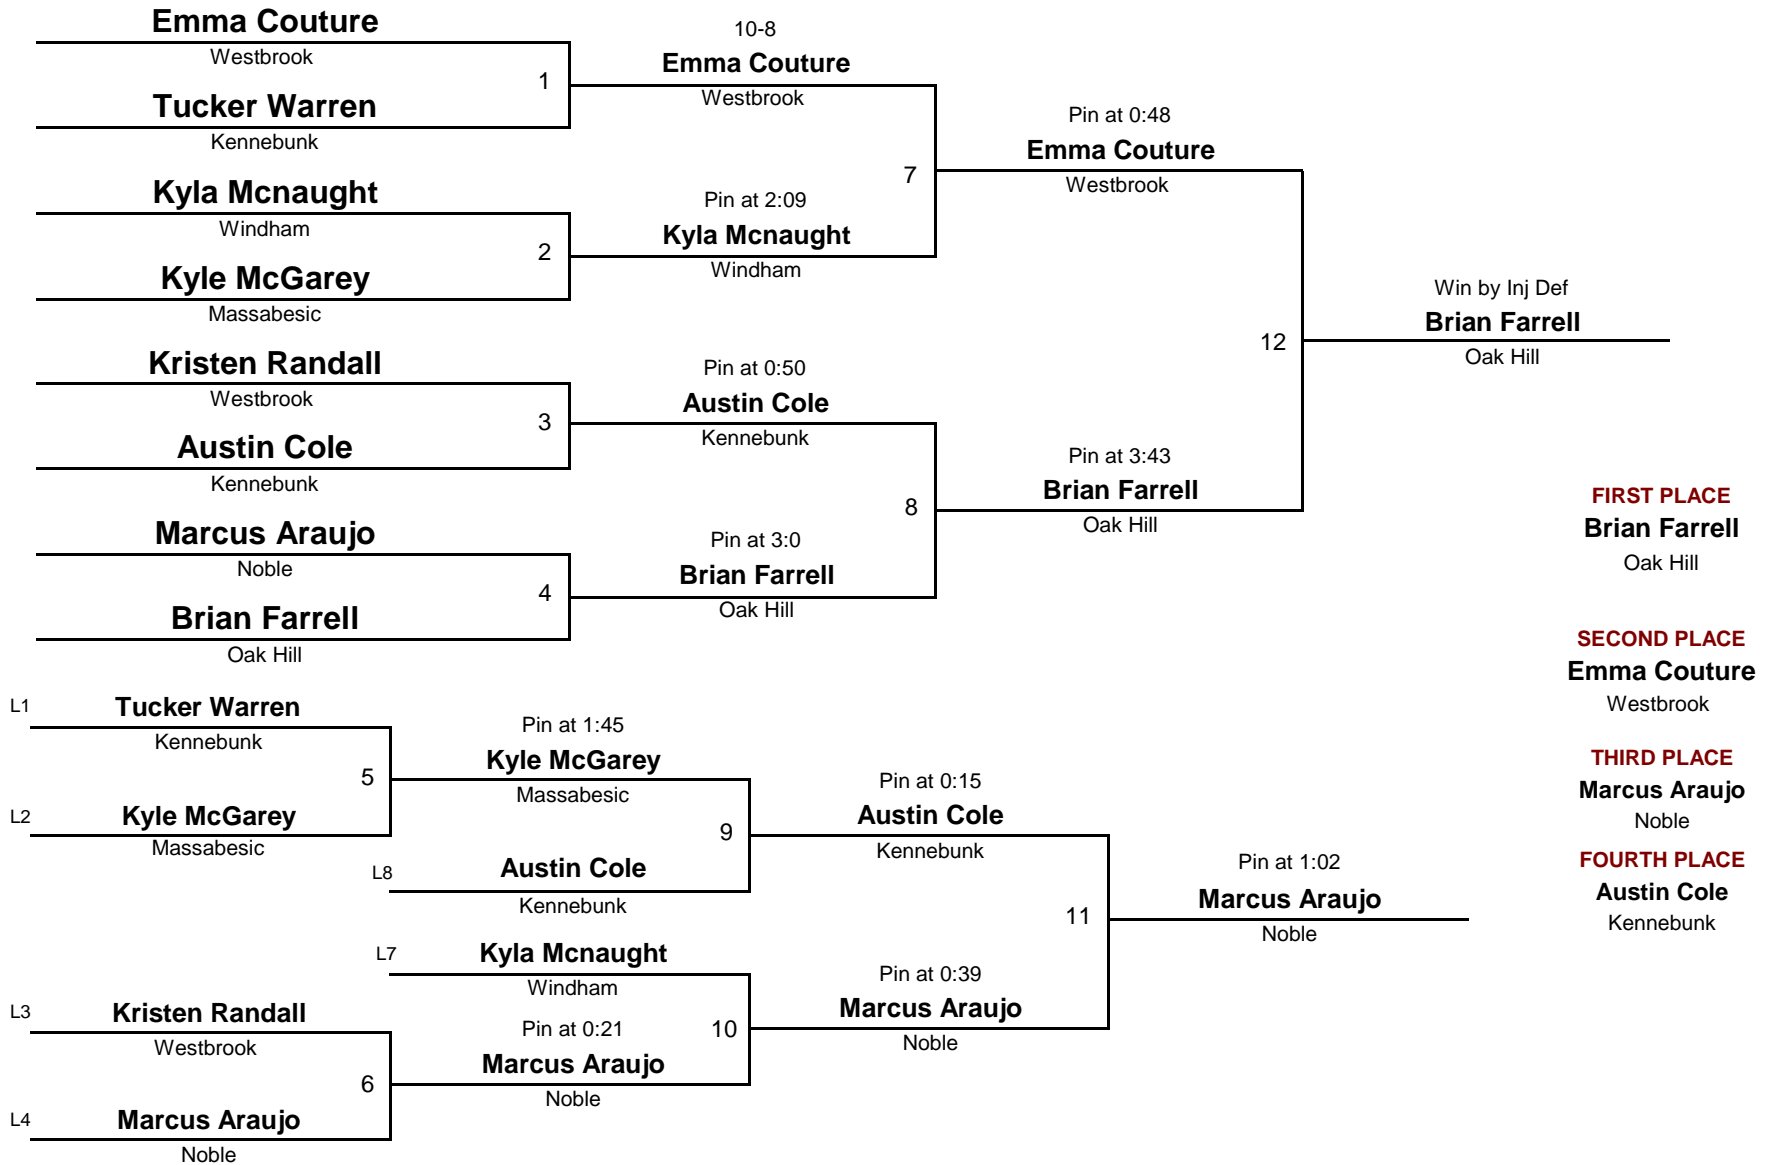 Emma Couture
Westbrook
1
Tucker Warren
Kennebunk
Kyla Mcnaught
Windham
2
Kyle McGarey
Massabesic
Kristen Randall
Westbrook
3
Austin Cole
Kennebunk
Marcus Araujo
Noble
4
Brian Farrell
Oak Hill
10-8
Emma Couture
Westbrook
7
Pin at 2:09
Kyla Mcnaught
Windham
Pin at 0:50
Austin Cole
Kennebunk
8
Pin at 3:0
Brian Farrell
Oak Hill
Pin at 0:48
Emma Couture
Westbrook
12
Pin at 3:43
Brian Farrell
Oak Hill
Win by Inj Def
Brian Farrell
Oak Hill
L1
Tucker Warren
Kennebunk
5
L2
Kyle McGarey
Massabesic
L3
Kristen Randall
Westbrook
6
L4
Marcus Araujo
Noble
Pin at 1:45
Kyle McGarey
Massabesic
9
L8
Austin Cole
Kennebunk
L7
Kyla Mcnaught
Windham
10
Pin at 0:21
Marcus Araujo
Noble
Pin at 0:15
Austin Cole
Kennebunk
11
Pin at 0:39
Marcus Araujo
Noble
Pin at 1:02
Marcus Araujo
Noble
FIRST PLACE
Brian Farrell
Oak Hill
SECOND PLACE
Emma Couture
Westbrook
THIRD PLACE
Marcus Araujo
Noble
FOURTH PLACE
Austin Cole
Kennebunk